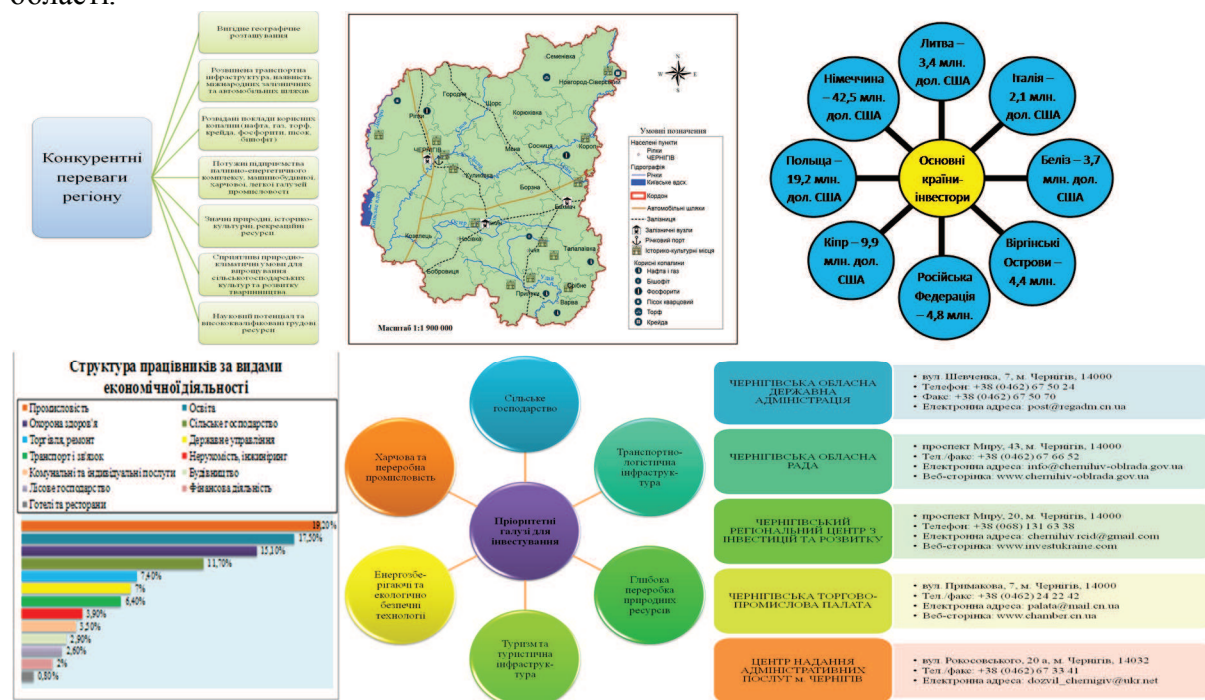 області.
Конкурентні
переваги
регіону
Вигідне географічне
розташування
Розвинена транспортна
інфраструктура, наявність
міжнародних залізничних
та автомобільних шляхів
Розвідані поклади корисних
копалин (нафта, газ, торф,
крейда, фосфорити, пісок,
бішофіт)
Потужні підприємства
паливно-енергетичного
комплексу, машинобудівної,
харчової, легкої галузей
промисловості
Значні природні, історико-
культурні, рекреаційні
ресурси
Сприятливі природно-
кліматичні умови для
вирощування
сільськогосподарських
культур та розвитку
тваринництва
Науковий потенціал та
висококваліфіковані трудові
ресурси
Семенівка
Новгород-Сіверський
Городня
Щорс
Корюківка
Ріпки
ЧЕРНІГІВ
Мена
Сосниця
Короп
Куликівка
Борзна
Бахмач
Козелець
Носівка
Ніжин
Ічня
Талалаївка
Бобровиця
Прилуки
Срібне
Варва
Масштаб 1:1 900 000
N
W
E
S
Умовні позначення
Населені пункти
Ріпки
ЧЕРНІГІВ
Гідрографія
Річки
Київське вдсх.
Кордон
Автомобільні шляхи
Залізниця
Залізничні вузли
Річковий порт
Історико-культурні місця
Корисні копалини
Нафта і газ
Бішофіт
Фосфорити
Пісок кварцовий
Торф
Крейда
Основні
країни-
інвестори
Литва –
3,4 млн.
дол. США
Італія –
2,1 млн.
дол. США
Беліз – 3,7
млн. дол.
США
Віргінські
Острови –
4,4 млн.
Російська
Федерація
– 4,8 млн.
Кіпр – 9,9
млн. дол.
США
Польща –
19,2 млн.
дол. США
Німеччина
– 42,5 млн.
дол. США
Структура працівників за видами
економічної діяльності
Промисловість
Освіта
Охорона здоров'я
Сільське господарство
Торгівля, ремонт
Державне управління
Транспорт і зв'язок
Нерухомість, інжиніринг
Комунальні та індивідуальні послуги
Будівництво
Лісове господарство
Фінансова діяльність
Готелі та ресторани
19,20%
17,50%
15,10%
11,70%
7,40%
7%
6,40%
3,90%
3,50%
2,90%
2,60%
2%
0,80%
Пріоритетні
галузі для
інвестування
Сільське
господарство
Транспортно-
логістична
інфраструк-
тура
Глибока
переробка
природних
ресурсів
Туризм та
туристична
інфраструк-
тура
Енергозбе-
рігаючі та
екологічно
безпечні
технології
Харчова та
переробна
промисловість
ЧЕРНІГІВСЬКА ОБЛАСНА
ДЕРЖАВНА
АДМІНІСТРАЦІЯ
• вул. Шевченка, 7, м. Чернігів, 14000
• Телефон: +38 (0462) 67 50 24
• Факс: +38 (0462) 67 50 70
• Електронна адреса: post@regadm.cn.ua
ЧЕРНІГІВСЬКА ОБЛАСНА
РАДА
• проспект Миру, 43, м. Чернігів, 14000
• Тел./факс: +38 (0462) 67 66 52
• Електронна адреса: info@chernihiv-oblrada.gov.ua
• Веб-сторінка: www.chernihiv-oblrada.gov.ua
ЧЕРНІГІВСЬКИЙ
РЕГІОНАЛЬНИЙ ЦЕНТР З
ІНВЕСТИЦІЙ ТА РОЗВИТКУ
• проспект Миру, 20, м. Чернігів, 14000
• Телефон: +38 (068) 131 63 38
• Електронна адреса: chernihiv.rcid@gmail.com
• Веб-сторінка: www.investukraine.com
ЧЕРНІГІВСЬКА ТОРГОВО-
ПРОМИСЛОВА ПАЛАТА
• вул. Примакова, 7, м. Чернігів, 14000
• Тел./факс: +38 (0462) 24 22 42
• Електронна адреса: palata@mail.cn.ua
• Веб-сторінка: www.chamber.cn.ua
ЦЕНТР НАДАННЯ
АДМІНІСТРАТИВНИХ
ПОСЛУГ м. ЧЕРНІГІВ
• вул. Рокосовського, 20 а, м. Чернігів, 14032
• Тел./факс: +38 (0462) 67 33 41
• Електронна адреса: dozvil_chernigiv@ukr.net